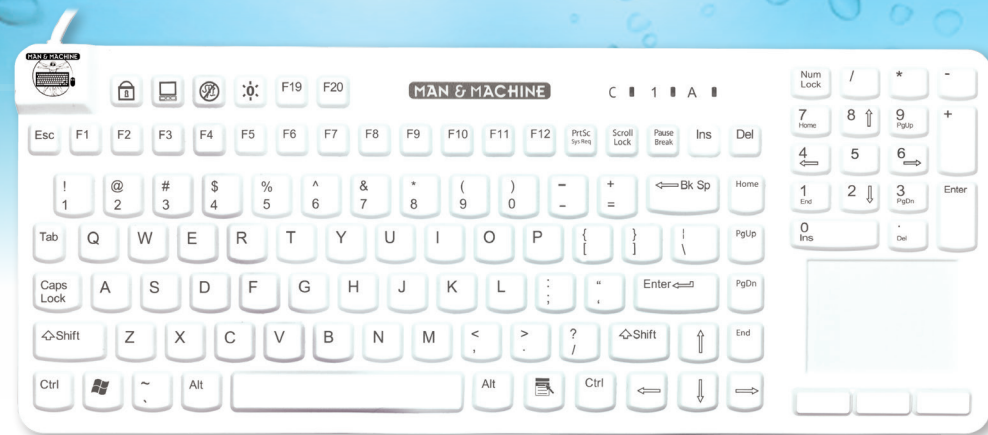 MAN & MACHINE
F19 F20 MAN & MACHINE C 1 A
Num Lock / * -
Esc F1 F2 F3 F4 F5 F6 F7 F8 F9 F10 F11 F12 PrtSc Sys Req Scroll Lock Pause Break Ins Del
7 Home 8 ⇧ 9 PgUp +
4 ⇐ 5 6 ⇒
! 1 @ 2 # 3 $ 4 % 5 ^ 6 & 7 * 8 ( 9 ) 0 – - + = ⇐ Bk Sp Home
1 End 2 ⇩ 3 PgDn Enter
0 Ins . Del
Tab Q W E R T Y U I O P { [ } ] ¦ \ PgUp
Caps Lock A S D F G H J K L : ; “ ‘ Enter PgDn
⇧Shift Z X C V B N M < , > . ? / ⇧Shift ⇧ End
Ctrl ~ ` Alt Alt Ctrl ⇐ ⇩ ⇒